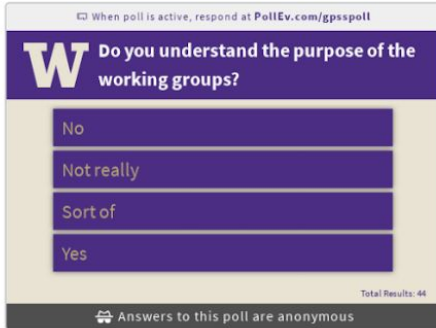 When poll is active, respond at PollEv.com/gpsspoll
W
Do you understand the purpose of the
working groups?
No
Not really
Sort of
Yes
Total Results: 44
Answers to this poll are anonymous